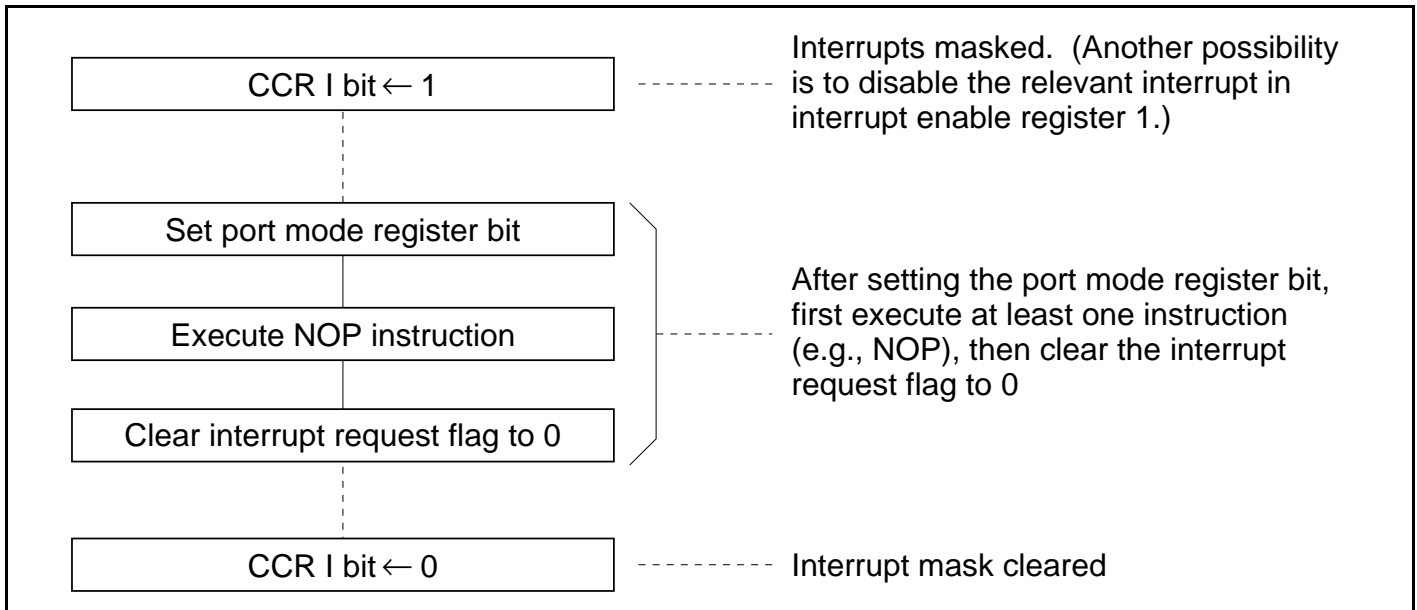 CCR I bit ← 1
Interrupts masked.  (Another possibility
is to disable the relevant interrupt in
interrupt enable register 1.)
Set port mode register bit
Execute NOP instruction
Clear interrupt request flag to 0
After setting the port mode register bit,
first execute at least one instruction
(e.g., NOP), then clear the interrupt
request flag to 0
CCR I bit ← 0
Interrupt mask cleared